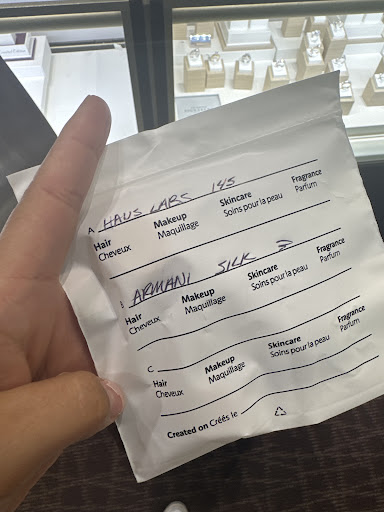 A HAUS LABS 145
Hair Makeup Skincare Fragrance
Cheveux Maquillage Soins pour la peau Parfum
B ARMANI SILK 3
Hair Makeup Skincare Fragrance
Cheveux Maquillage Soins pour la peau Parfum
C
Hair Makeup Skincare Fragrance
Cheveux Maquillage Soins pour la peau Parfum
Created on Créés le